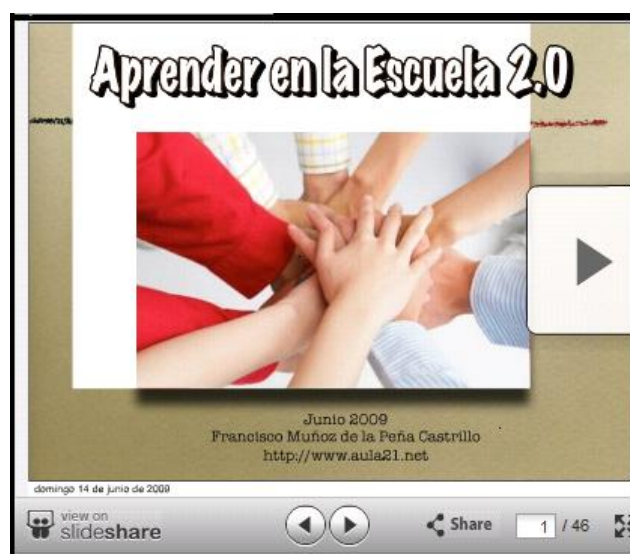 Aprender en la Escuela 2.0
Junio 2009
Francisco Muñoz de la Peña Castrillo
http://www.aula21.net
domingo 14 de junio de 2009
view on
slideshare
Share
1 / 46